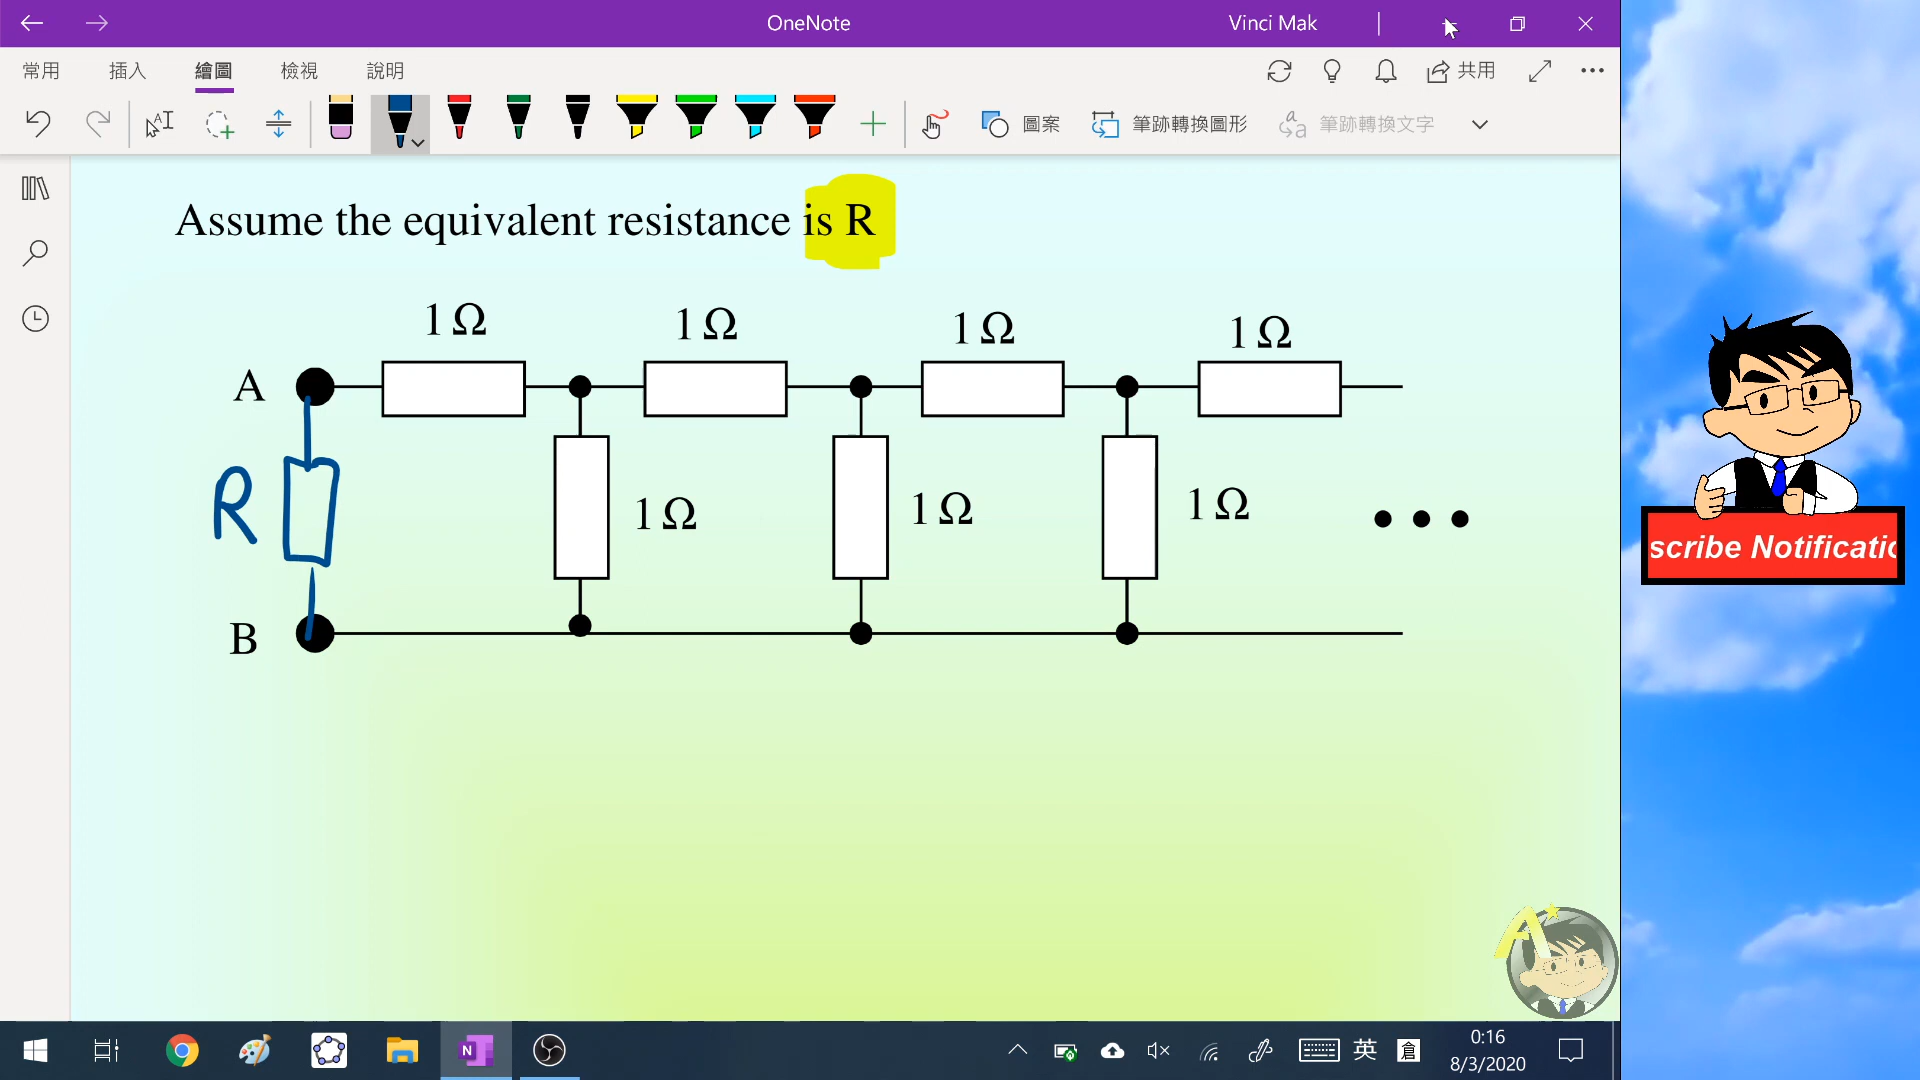 OneNote
Vinci Mak
常用 插入 繪圖 檢視 說明
共用
圖案 筆跡轉換圖形 筆跡轉換文字
Assume the equivalent resistance is R
1 Ω 1 Ω 1 Ω 1 Ω
A
R 1 Ω 1 Ω 1 Ω
B
scribe Notificatio
英 倉
0:16
8/3/2020